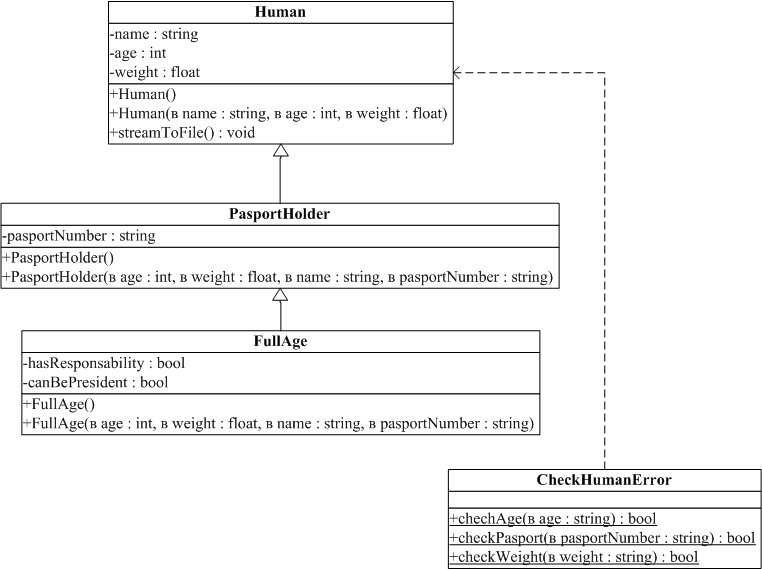 Human
-name : string
-age : int
-weight : float
+Human()
+Human(в name : string, в age : int, в weight : float)
+streamToFile() : void
PasportHolder
-pasportNumber : string
+PasportHolder()
+PasportHolder(в age : int, в weight : float, в name : string, в pasportNumber : string)
FullAge
-hasResponsability : bool
-canBePresident : bool
+FullAge()
+FullAge(в age : int, в weight : float, в name : string, в pasportNumber : string)
CheckHumanError
+chechAge(в age : string) : bool
+checkPasport(в pasportNumber : string) : bool
+checkWeight(в weight : string) : bool